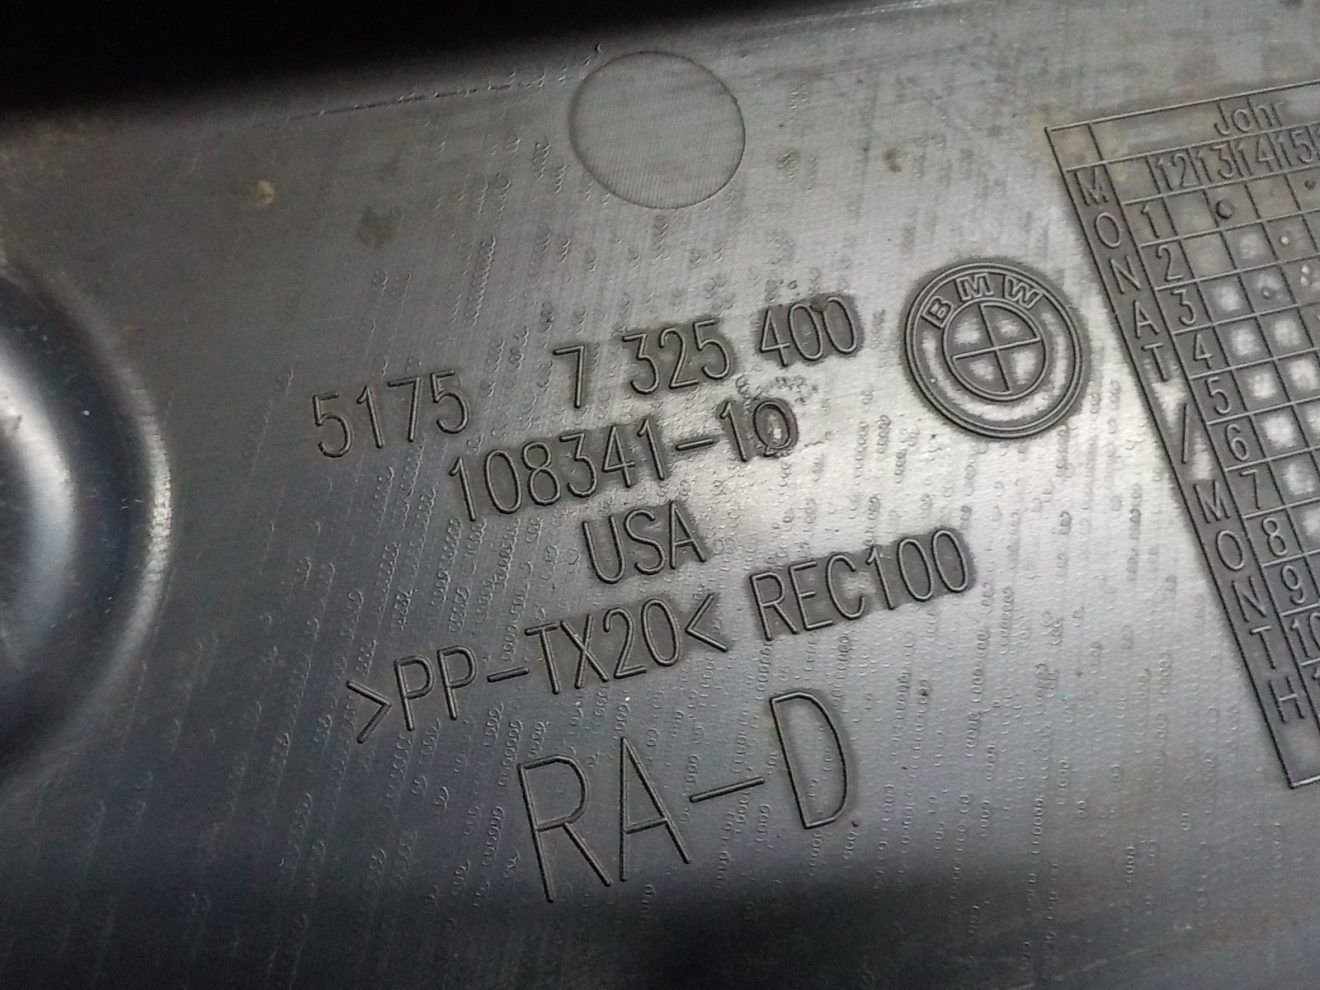 5175 7 325 400
BMW
108341-10
USA
>PP-TX20< REC100
RA-D
Jahr
12 13 14 15
MONAT / MONTH
1
2
3
4
5
6
7
8
9
10